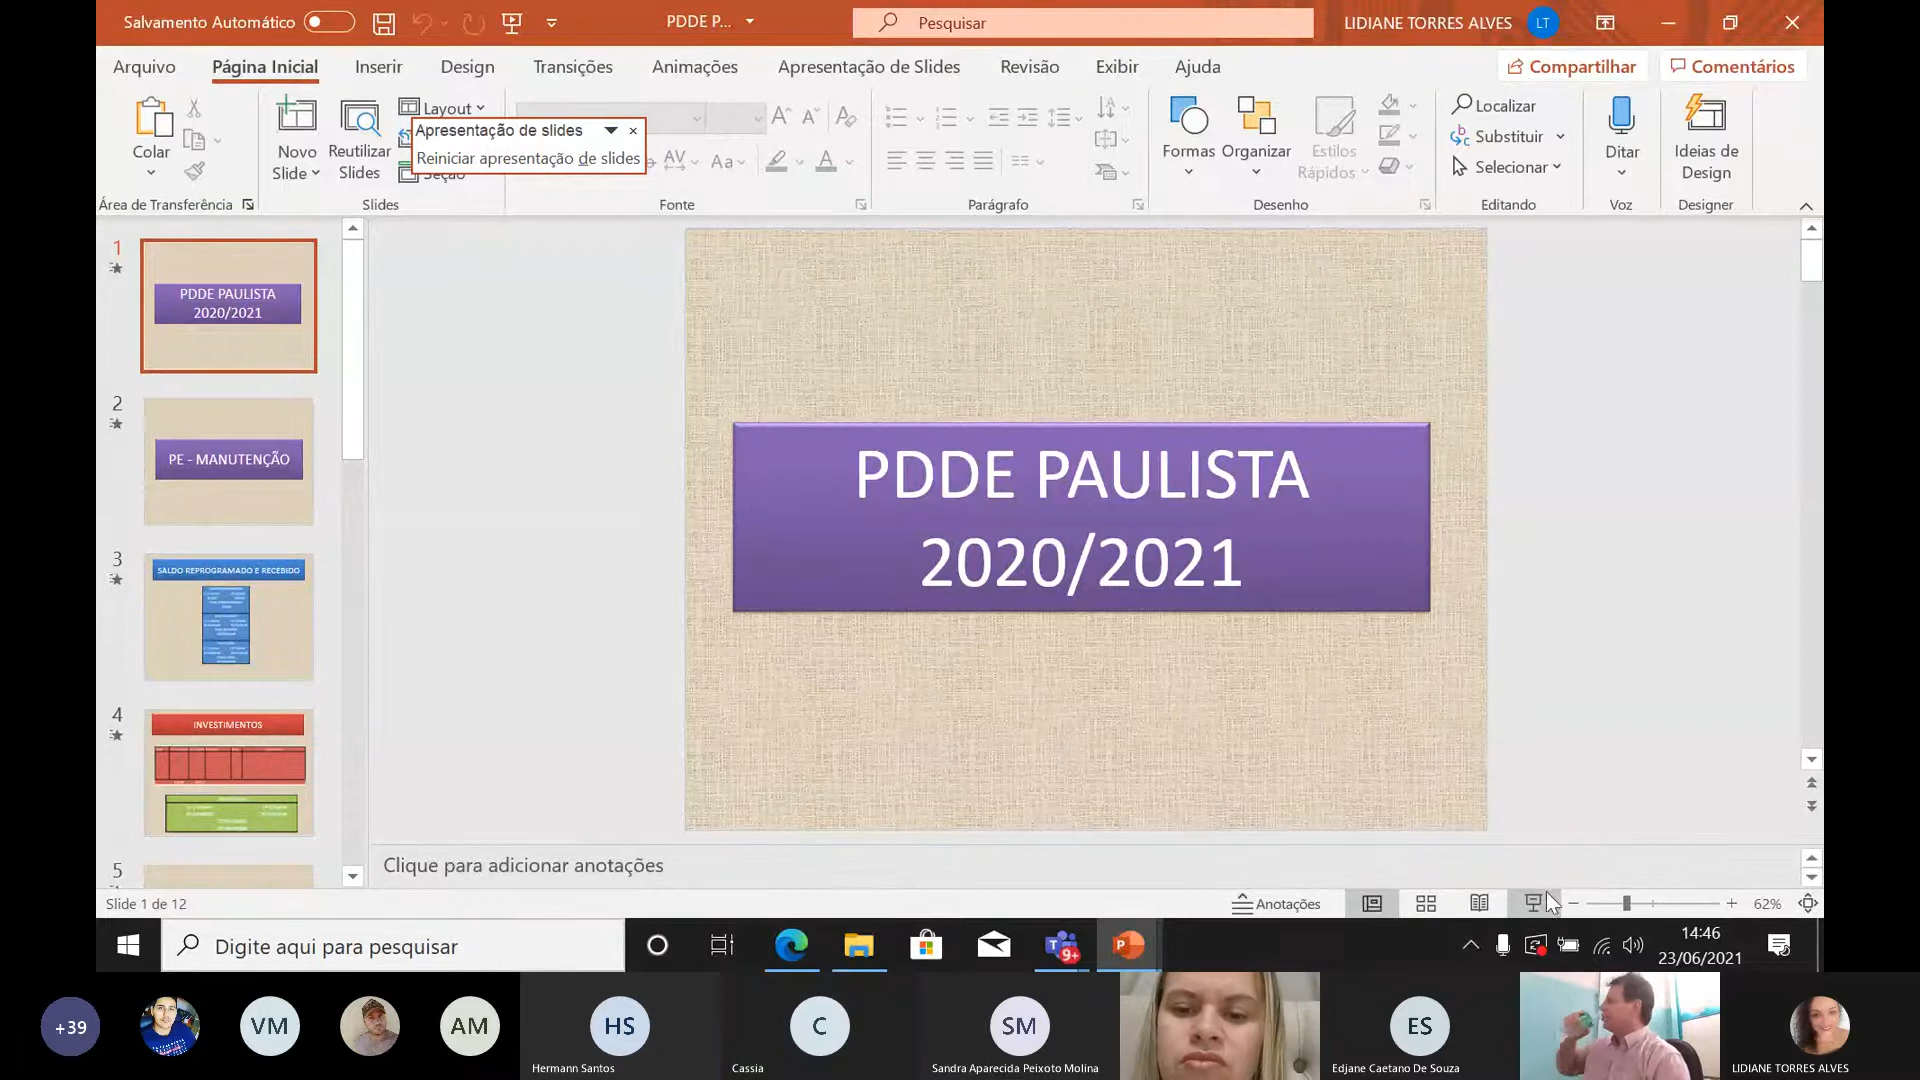 Salvamento Automático
PDDE P...
Pesquisar
LIDIANE TORRES ALVES
LT
Arquivo
Página Inicial
Inserir
Design
Transições
Animações
Apresentação de Slides
Revisão
Exibir
Ajuda
Compartilhar
Comentários
Colar
Novo
Slide
Reutilizar
Slides
Layout
Apresentação de slides
Reiniciar apresentação de slides
Seção
Aa
Formas
Organizar
Estilos
Rápidos
Localizar
Substituir
Selecionar
Ditar
Ideias de
Design
Área de Transferência
Slides
Fonte
Parágrafo
Desenho
Editando
Voz
Designer
1
PDDE PAULISTA
2020/2021
2
PE - MANUTENÇÃO
3
SALDO REPROGRAMADO E RECEBIDO
4
INVESTIMENTOS
5
PDDE PAULISTA
2020/2021
Clique para adicionar anotações
Slide 1 de 12
Anotações
62%
Digite aqui para pesquisar
9+
14:46
23/06/2021
+39
VM
AM
HS
Hermann Santos
C
Cassia
SM
Sandra Aparecida Peixoto Molina
ES
Edjane Caetano De Souza
LIDIANE TORRES ALVES